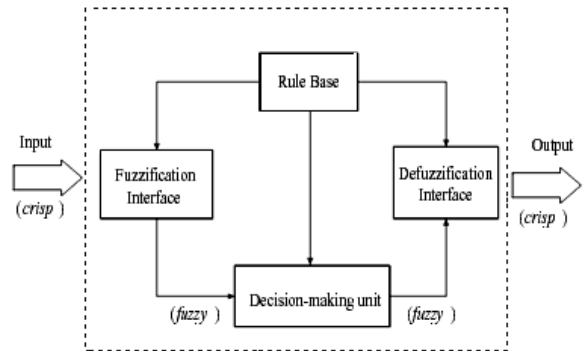 Rule Base
Input
Output
Fuzzification
Interface
Defuzzification
Interface
(crisp )
(crisp )
Decision-making unit
(fuzzy )
(fuzzy )